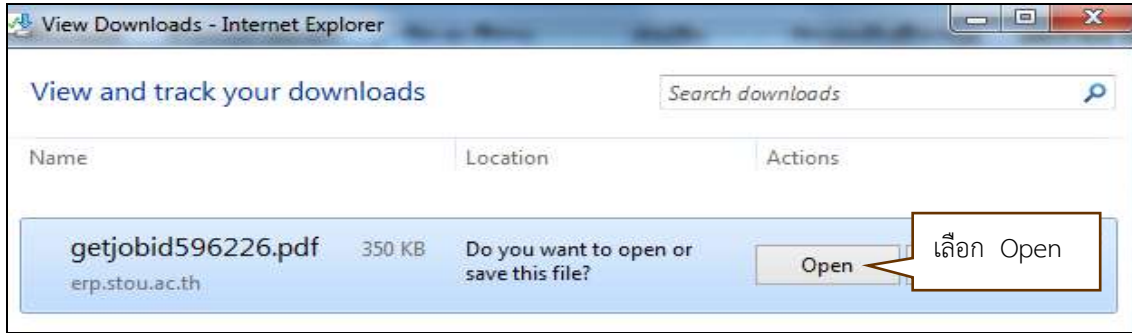 View Downloads - Internet Explorer
View and track your downloads
Search downloads
Name Location Actions
getjobid596226.pdf 350 KB Do you want to open or
save this file?
Open
เลือก Open
erp.stou.ac.th